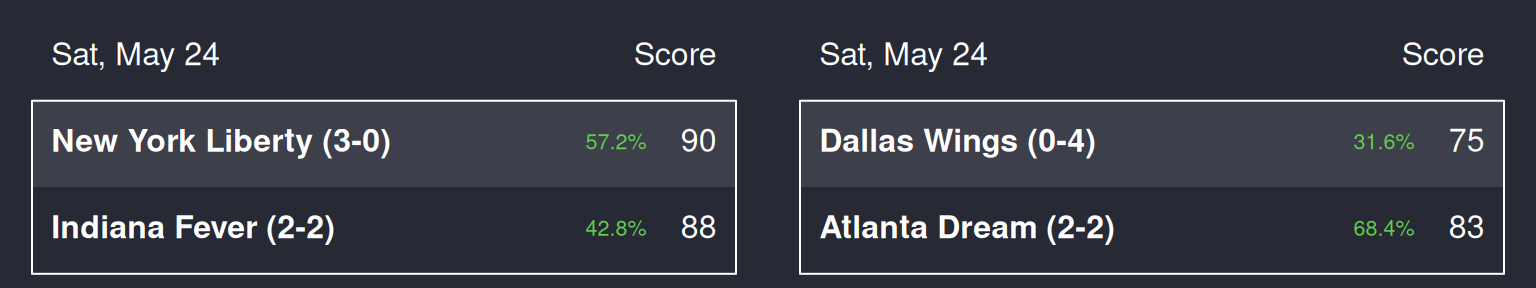 Sat, May 24 Score
New York Liberty (3-0) 57.2% 90
Indiana Fever (2-2) 42.8% 88
Sat, May 24 Score
Dallas Wings (0-4) 31.6% 75
Atlanta Dream (2-2) 68.4% 83